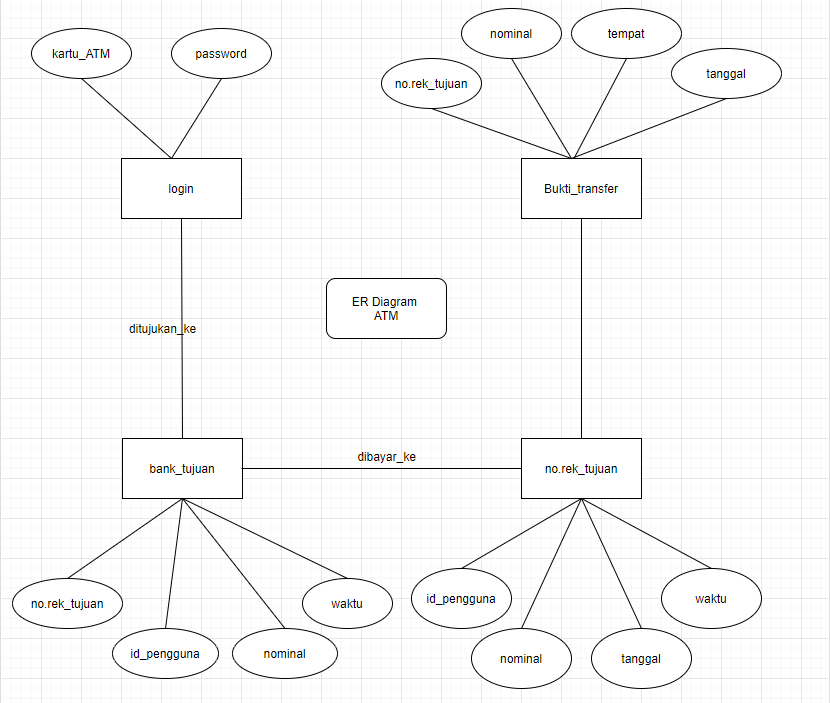 nominal
tempat
kartu_ATM
password
no.rek_tujuan
tanggal
login
Bukti_transfer
ER Diagram
ATM
ditujukan_ke
bank_tujuan
dibayar_ke
no.rek_tujuan
no.rek_tujuan
id_pengguna
nominal
waktu
id_pengguna
nominal
tanggal
waktu